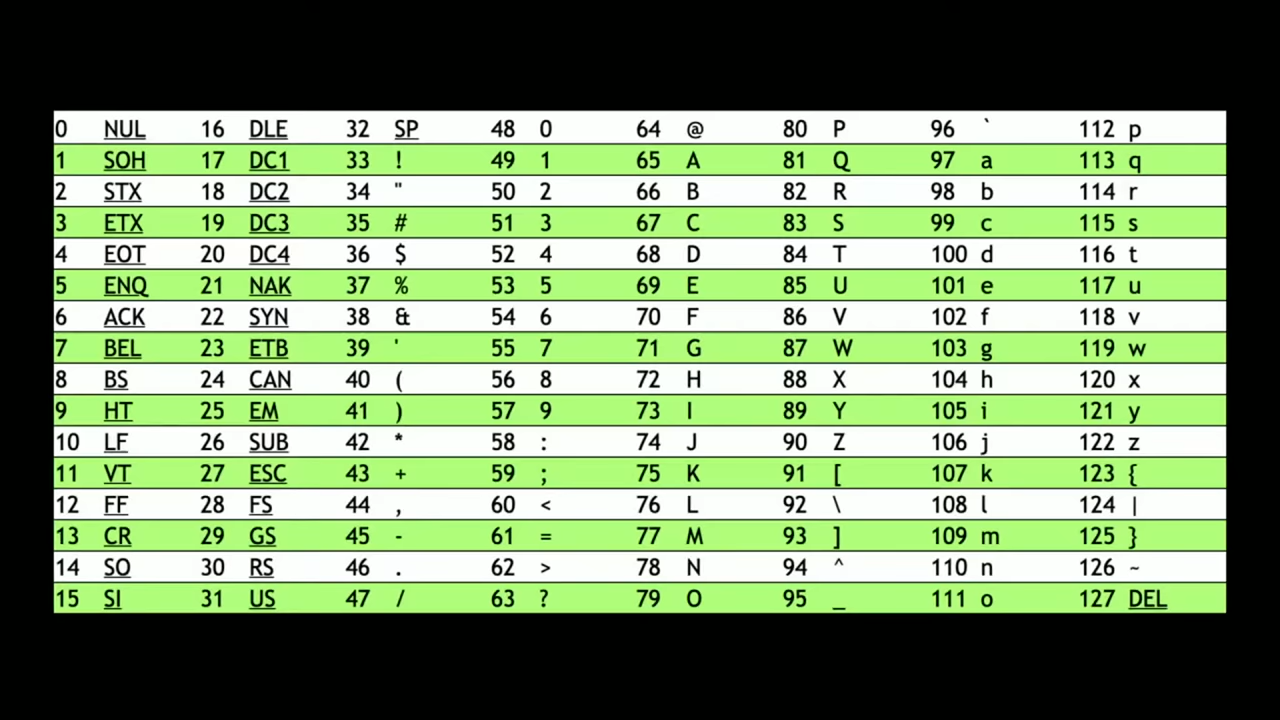 0 NUL 16 DLE 32 SP 48 0 64 @ 80 P 96 ` 112 p
1 SOH 17 DC1 33 ! 49 1 65 A 81 Q 97 a 113 q
2 STX 18 DC2 34 " 50 2 66 B 82 R 98 b 114 r
3 ETX 19 DC3 35 # 51 3 67 C 83 S 99 c 115 s
4 EOT 20 DC4 36 $ 52 4 68 D 84 T 100 d 116 t
5 ENQ 21 NAK 37 % 53 5 69 E 85 U 101 e 117 u
6 ACK 22 SYN 38 & 54 6 70 F 86 V 102 f 118 v
7 BEL 23 ETB 39 ' 55 7 71 G 87 W 103 g 119 w
8 BS 24 CAN 40 ( 56 8 72 H 88 X 104 h 120 x
9 HT 25 EM 41 ) 57 9 73 I 89 Y 105 i 121 y
10 LF 26 SUB 42 * 58 : 74 J 90 Z 106 j 122 z
11 VT 27 ESC 43 + 59 ; 75 K 91 [ 107 k 123 {
12 FF 28 FS 44 , 60 < 76 L 92 \ 108 l 124 |
13 CR 29 GS 45 - 61 = 77 M 93 ] 109 m 125 }
14 SO 30 RS 46 . 62 > 78 N 94 ^ 110 n 126 ~
15 SI 31 US 47 / 63 ? 79 O 95 _ 111 o 127 DEL